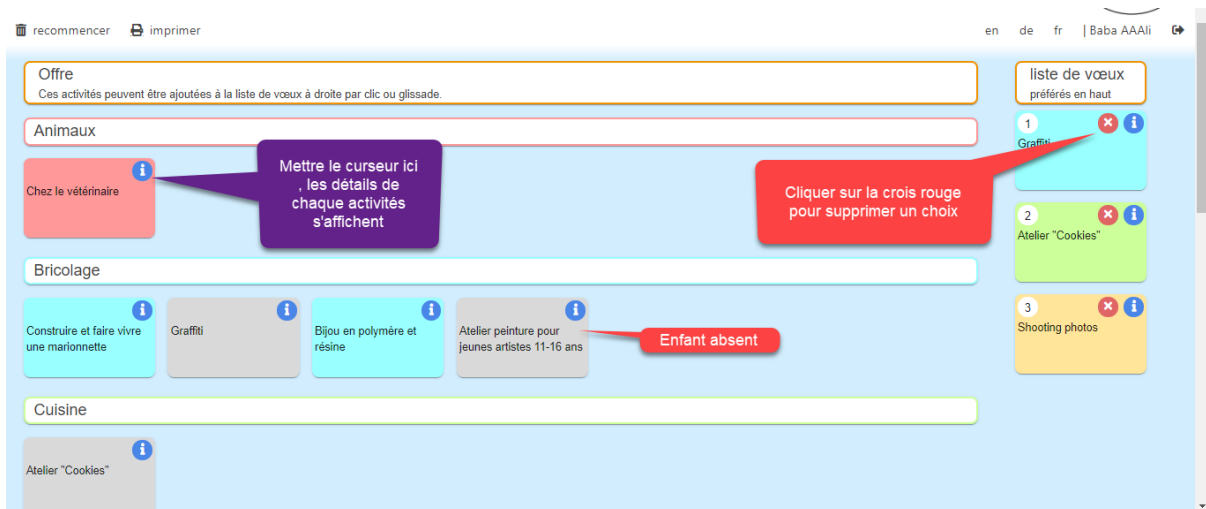 recommencer imprimer
en de fr | Baba AAAli
Offre
Ces activités peuvent être ajoutées à la liste de vœux à droite par clic ou glissade.
liste de vœux
préférés en haut
Animaux
Chez le vétérinaire
Mettre le curseur ici
, les détails de
chaque activités
s'affichent
Cliquer sur la crois rouge
pour supprimer un choix
1
Graffiti
2
Atelier "Cookies"
3
Shooting photos
Bricolage
Construire et faire vivre
une marionnette
Graffiti
Bijou en polymère et
résine
Atelier peinture pour
jeunes artistes 11-16 ans
Enfant absent
Cuisine
Atelier "Cookies"